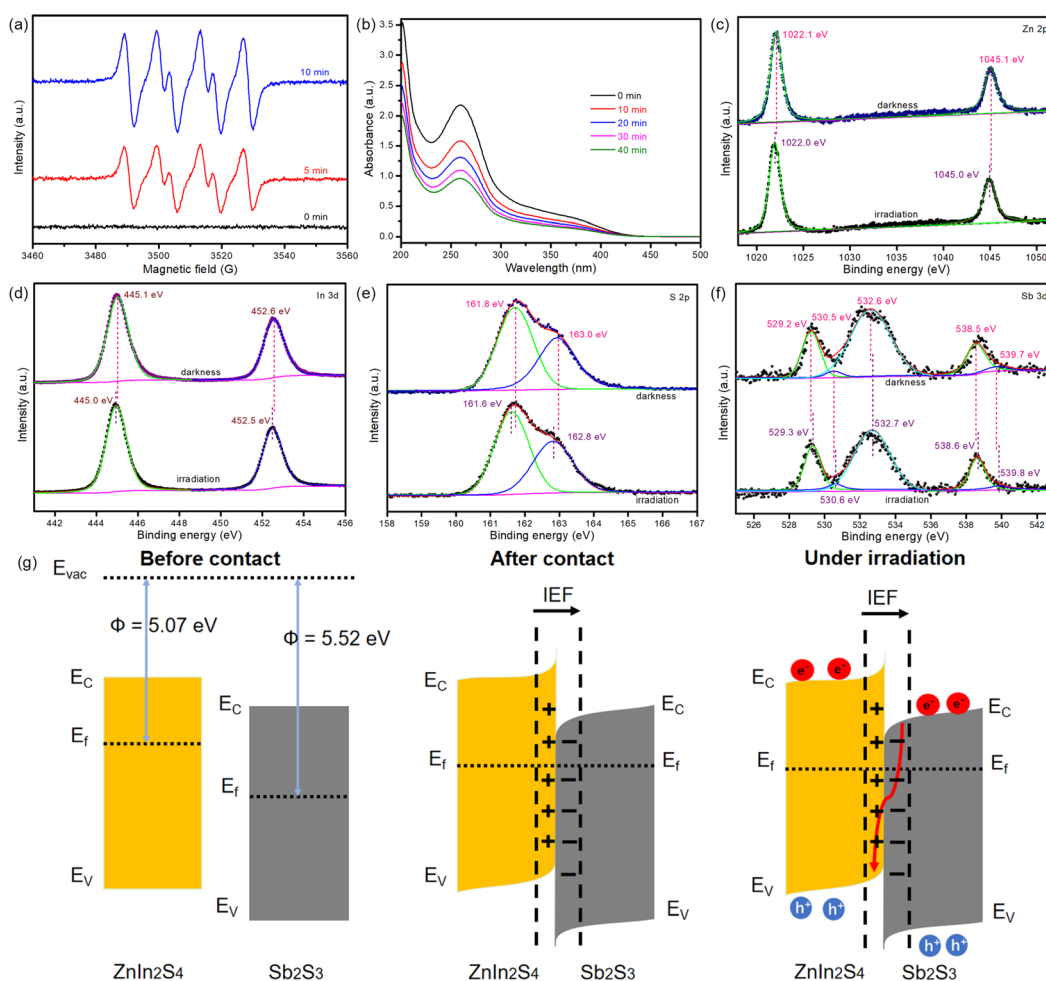 (a)
10 min
5 min
0 min
Intensity (a.u.)
3460 3480 3500 3520 3540 3560
Magnetic field (G)
(b)
0 min
10 min
20 min
30 min
40 min
Absorbance (a.u.)
3.5
3.0
2.5
2.0
1.5
1.0
0.5
0.0
200 250 300 350 400 450 500
Wavelength (nm)
(c)
Zn 2p
1022.1 eV
1045.1 eV
darkness
1022.0 eV
1045.0 eV
irradiation
Intensity (a.u.)
1020 1025 1030 1035 1040 1045 1050
Binding energy (eV)
(d)
In 3d
445.1 eV
452.6 eV
darkness
445.0 eV
452.5 eV
irradiation
Intensity (a.u.)
442 444 446 448 450 452 454 456
Binding energy (eV)
(e)
S 2p
161.8 eV
163.0 eV
darkness
161.6 eV
162.8 eV
irradiation
Intensity (a.u.)
158 159 160 161 162 163 164 165 166 167
Binding energy (eV)
(f)
Sb 3d
532.6 eV
530.5 eV
529.2 eV
538.5 eV
539.7 eV
darkness
532.7 eV
529.3 eV
538.6 eV
539.8 eV
530.6 eV
irradiation
Intensity (a.u.)
526 528 530 532 534 536 538 540 542
Binding energy (eV)
(g)
Before contact
Evac
Φ = 5.07 eV
Φ = 5.52 eV
EC
EC
Ef
Ef
EV
EV
ZnIn2S4 Sb2S3
After contact
IEF
EC
EC
Ef
Ef
+
+ −
+ −
+ −
+ −
−
EV
EV
ZnIn2S4 Sb2S3
Under irradiation
IEF
e- e-
e- e-
EC
EC
Ef
Ef
+
+ −
+ −
+ −
+ −
−
EV
EV
h+ h+
h+ h+
ZnIn2S4 Sb2S3